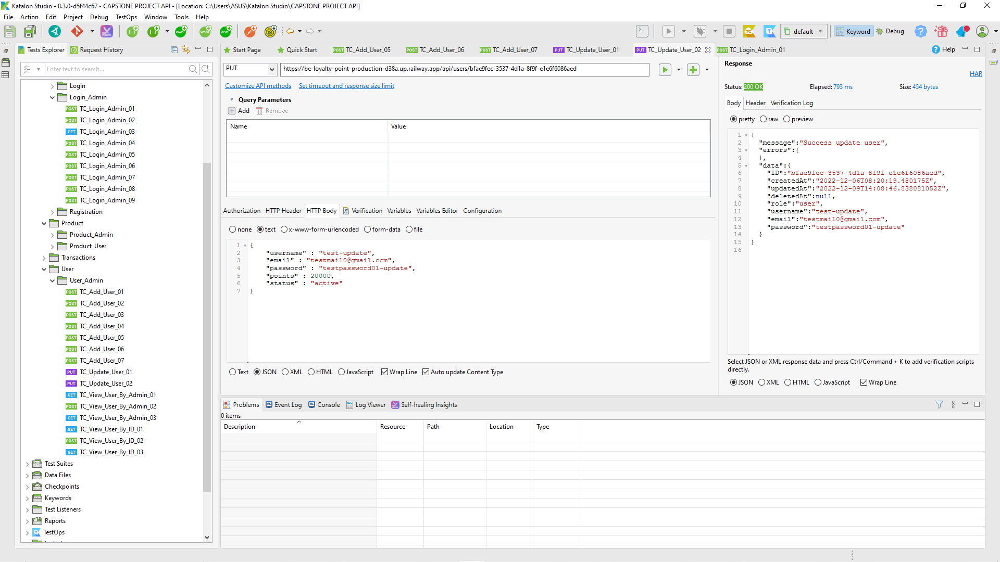 Katalon Studio - 8.3.0-d5f44c67 - CAPSTONE PROJECT API - [Location: C:\Users\ASUS\Katalon Studio\CAPSTONE PROJECT API]
File Action Edit Project Debug TestOps Window Tools Help
default Keyword Debug
Tests Explorer Request History
Enter text to search...
Login
Login_Admin
POST TC_Login_Admin_01
POST TC_Login_Admin_02
GET TC_Login_Admin_03
POST TC_Login_Admin_04
POST TC_Login_Admin_05
POST TC_Login_Admin_06
POST TC_Login_Admin_07
POST TC_Login_Admin_08
POST TC_Login_Admin_09
Registration
Product
Product_Admin
Product_User
Transactions
User
User_Admin
POST TC_Add_User_01
POST TC_Add_User_02
POST TC_Add_User_03
POST TC_Add_User_04
POST TC_Add_User_05
POST TC_Add_User_06
POST TC_Add_User_07
PUT TC_Update_User_01
PUT TC_Update_User_02
GET TC_View_User_By_Admin_01
POST TC_View_User_By_Admin_02
GET TC_View_User_By_Admin_03
GET TC_View_User_By_ID_01
POST TC_View_User_By_ID_02
GET TC_View_User_By_ID_03
Test Suites
Data Files
Checkpoints
Keywords
Test Listeners
Reports
TestOps
Start Page Quick Start POST TC_Add_User_05 POST TC_Add_User_06 POST TC_Add_User_07 PUT TC_Update_User_01 PUT TC_Update_User_02 POST TC_Login_Admin_01 Help
PUT https://be-loyalty-point-production-d38a.up.railway.app/api/users/bfae9fec-3537-4d1a-8f9f-e1e6f6086aed
Customize API methods Set timeout and response size limit
Query Parameters
Add Remove
Name Value
Authorization HTTP Header HTTP Body Verification Variables Variables Editor Configuration
none text x-www-form-urlencoded form-data file
1 {
2 "username" : "test-update",
3 "email" : "testmail0@gmail.com",
4 "password" : "testpassword01-update",
5 "points" : 20000,
6 "status" : "active"
7 }
Text JSON XML HTML JavaScript Wrap Line Auto update Content Type
Response
HAR
Status: 200 OK Elapsed: 793 ms Size: 454 bytes
Body Header Verification Log
pretty raw preview
1 {
2 "message":"Success update user",
3 "errors":{
4 },
5 "data":{
6 "ID":"bfae9fec-3537-4d1a-8f9f-e1e6f6086aed",
7 "createdAt":"2022-12-06T08:20:19.480175Z",
8 "updatedAt":"2022-12-09T14:08:46.838081052Z",
9 "deletedAt":null,
10 "role":"user",
11 "username":"test-update",
12 "email":"testmail0@gmail.com",
13 "password":"testpassword01-update"
14 }
15 }
16
Select JSON or XML response data and press Ctrl/Command + K to add verification scripts
directly.
JSON XML HTML JavaScript Wrap Line
Problems Event Log Console Log Viewer Self-healing Insights
0 items
Description Resource Path Location Type